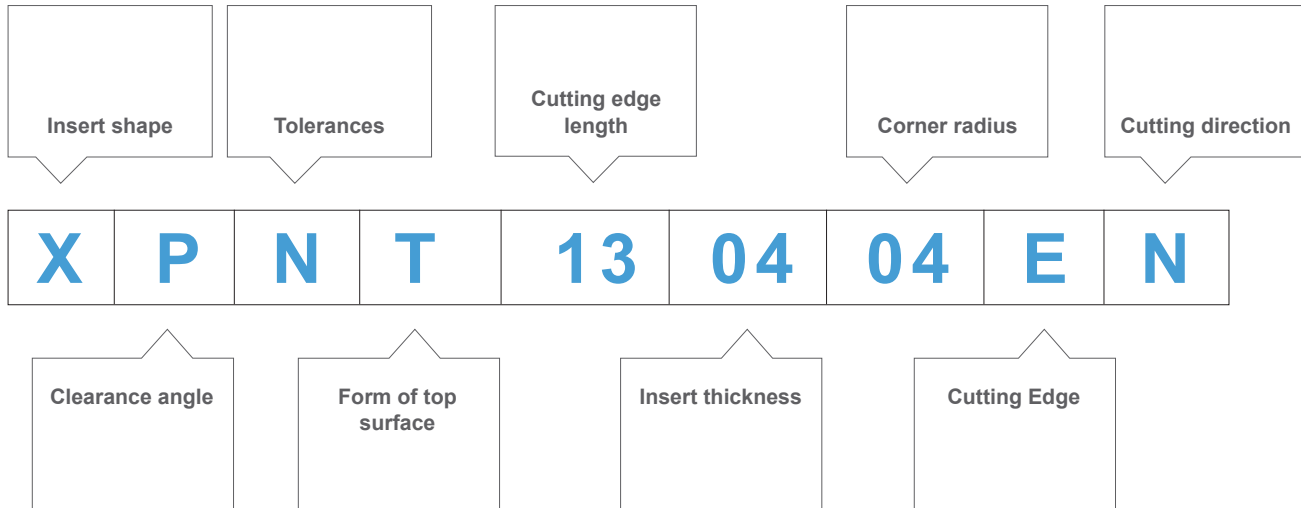 Insert shape
Tolerances
Cutting edge
length
Corner radius
Cutting direction
X P N T 13 04 04 E N
Clearance angle
Form of top
surface
Insert thickness
Cutting Edge